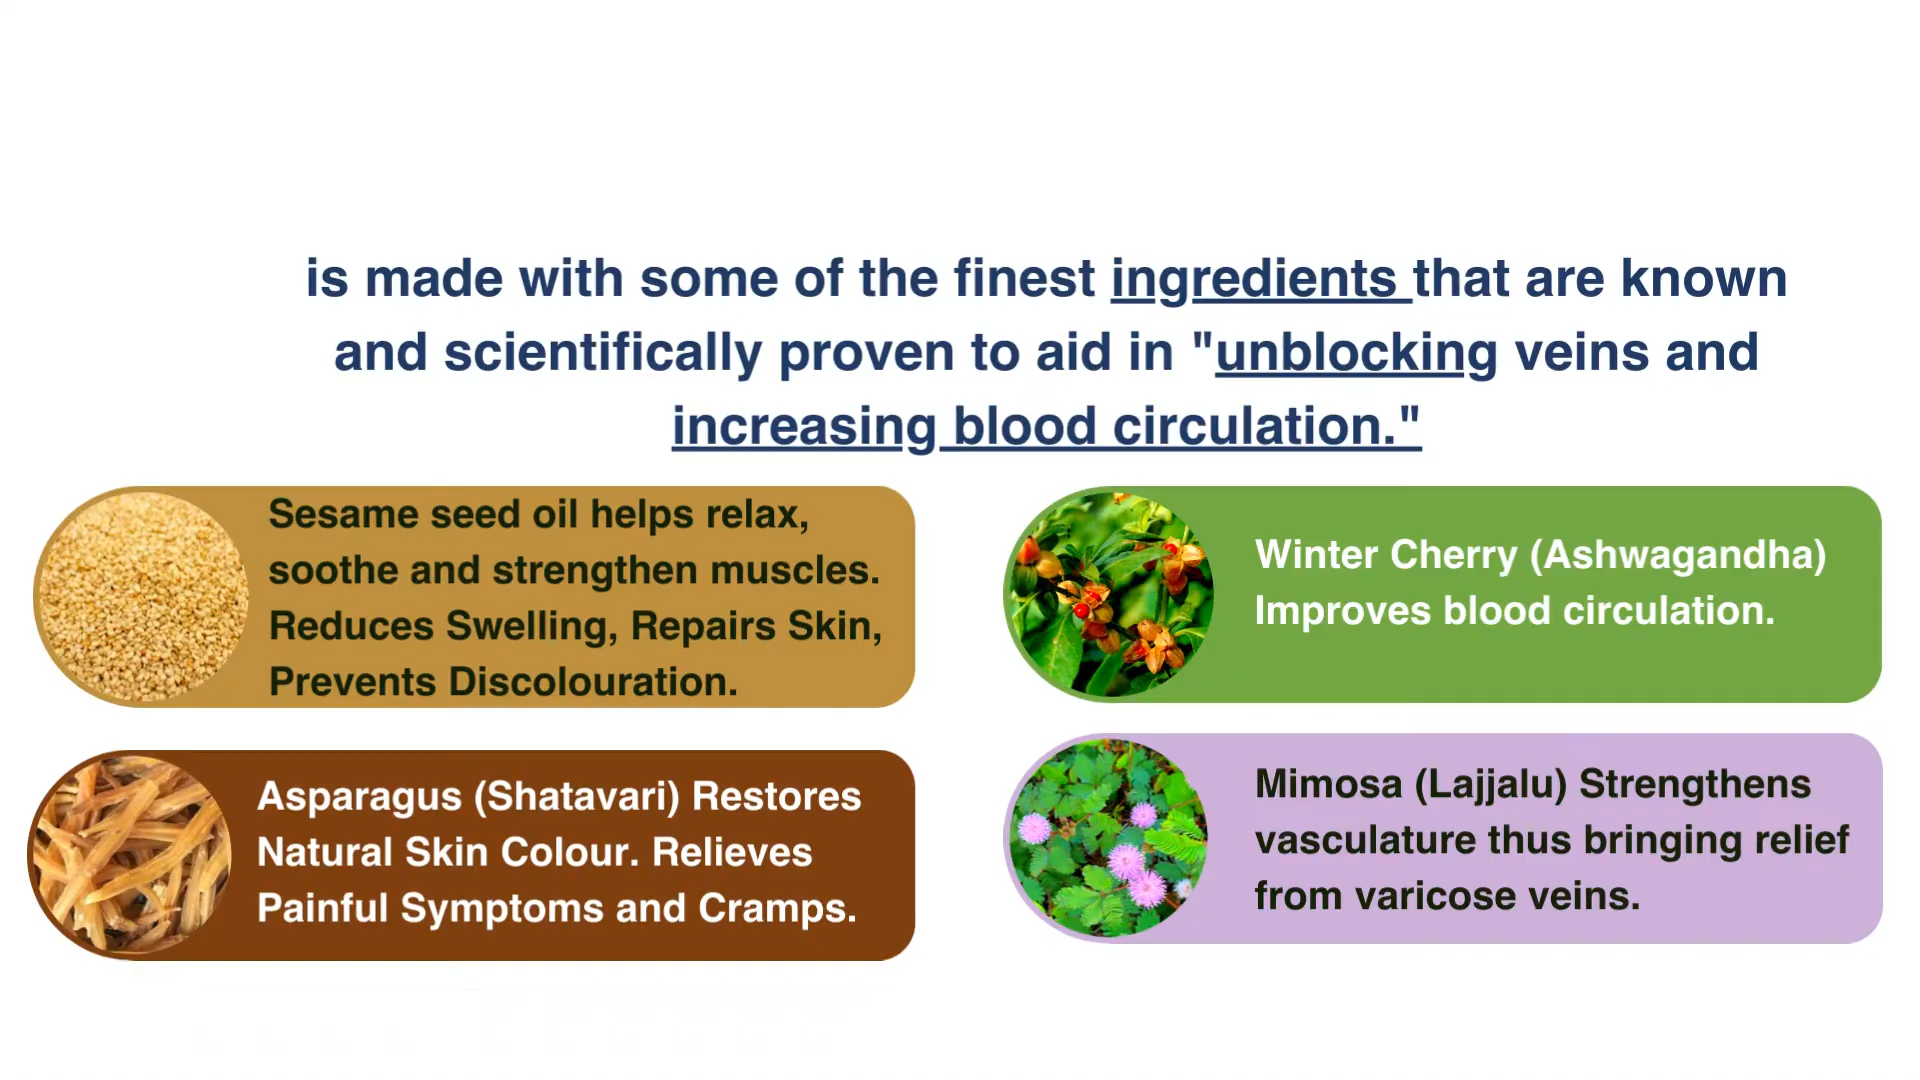 is made with some of the finest ingredients that are known
and scientifically proven to aid in "unblocking veins and
increasing blood circulation."
Sesame seed oil helps relax,
soothe and strengthen muscles.
Reduces Swelling, Repairs Skin,
Prevents Discolouration.
Winter Cherry (Ashwagandha)
Improves blood circulation.
Asparagus (Shatavari) Restores
Natural Skin Colour. Relieves
Painful Symptoms and Cramps.
Mimosa (Lajjalu) Strengthens
vasculature thus bringing relief
from varicose veins.